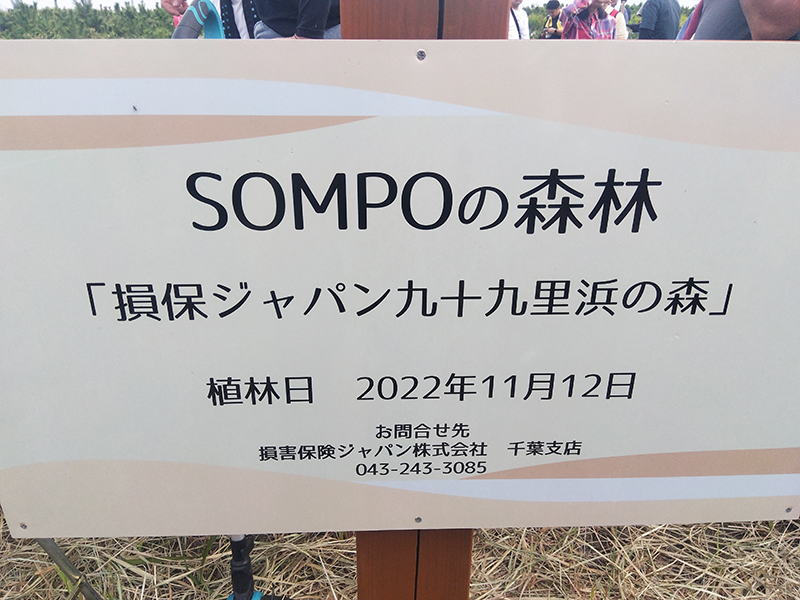 SOMPOの森林
「損保ジャパン九十九里浜の森」
植林日　2022年11月12日
お問合せ先
損害保険ジャパン株式会社　千葉支店
043-243-3085